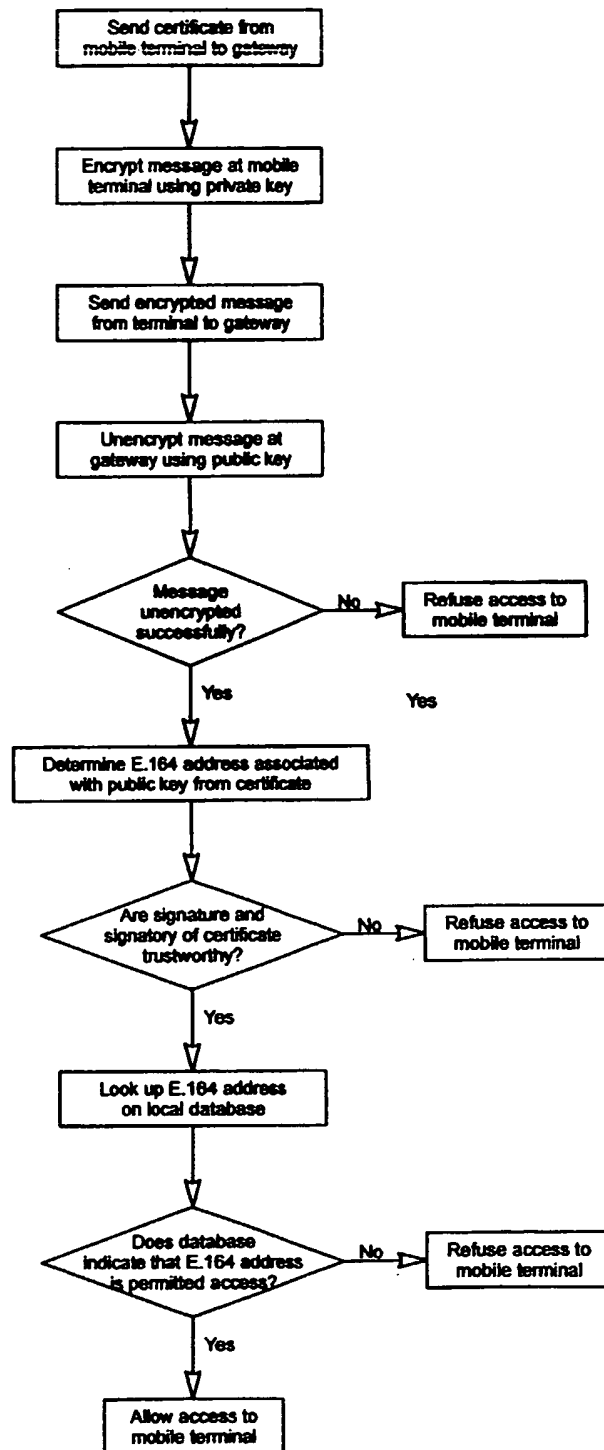 Send certificate from
mobile terminal to gateway
Encrypt message at mobile
terminal using private key
Send encrypted message
from terminal to gateway
Unencrypt message at
gateway using public key
Message
unencrypted
successfully?
No
Refuse access to
mobile terminal
Yes
Yes
Determine E.164 address associated
with public key from certificate
Are signature and
signatory of certificate
trustworthy?
No
Refuse access to
mobile terminal
Yes
Look up E.164 address
on local database
Does database
indicate that E.164 address
is permitted access?
No
Refuse access to
mobile terminal
Yes
Allow access to
mobile terminal